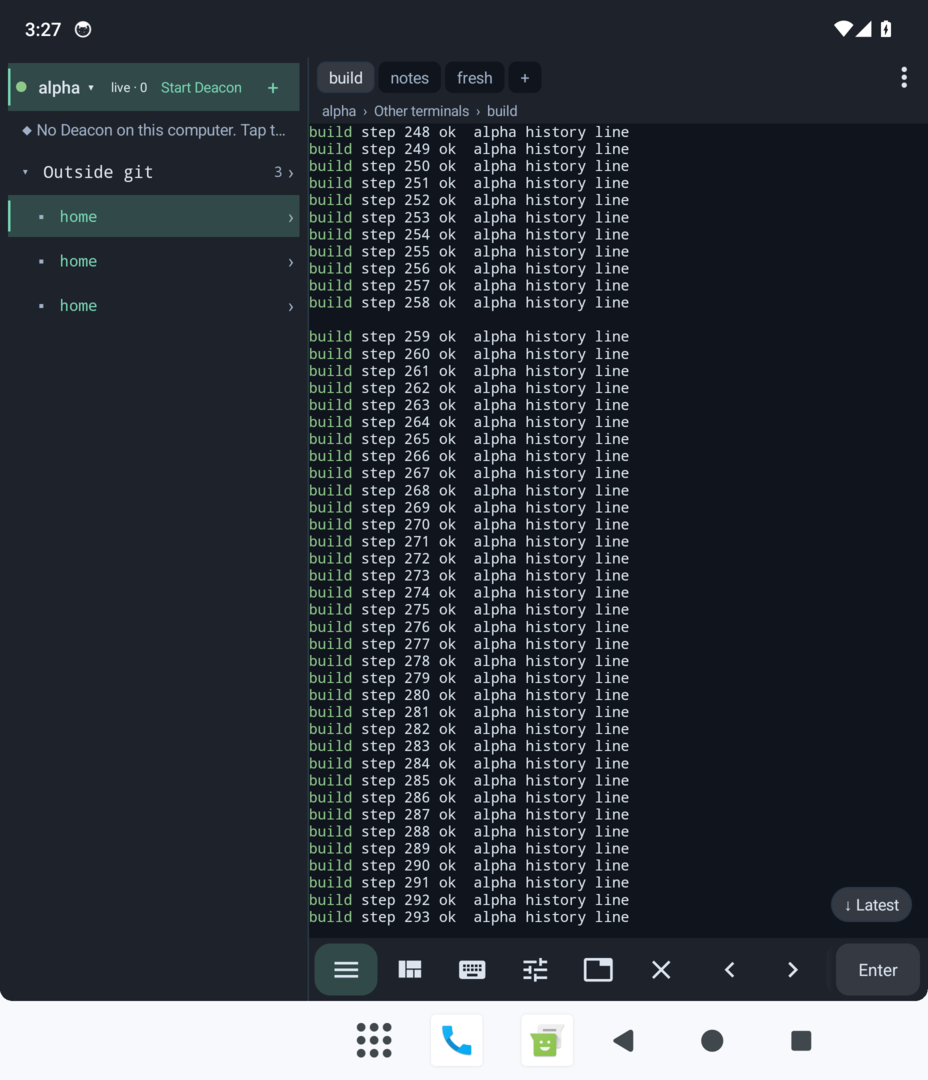 3:27
alpha ▾ live · 0 Start Deacon +
◆ No Deacon on this computer. Tap t…
▾ Outside git 3 ›
▪ home ›
▪ home ›
▪ home ›
build notes fresh +
alpha › Other terminals › build
build step 248 ok  alpha history line
build step 249 ok  alpha history line
build step 250 ok  alpha history line
build step 251 ok  alpha history line
build step 252 ok  alpha history line
build step 253 ok  alpha history line
build step 254 ok  alpha history line
build step 255 ok  alpha history line
build step 256 ok  alpha history line
build step 257 ok  alpha history line
build step 258 ok  alpha history line
build step 259 ok  alpha history line
build step 260 ok  alpha history line
build step 261 ok  alpha history line
build step 262 ok  alpha history line
build step 263 ok  alpha history line
build step 264 ok  alpha history line
build step 265 ok  alpha history line
build step 266 ok  alpha history line
build step 267 ok  alpha history line
build step 268 ok  alpha history line
build step 269 ok  alpha history line
build step 270 ok  alpha history line
build step 271 ok  alpha history line
build step 272 ok  alpha history line
build step 273 ok  alpha history line
build step 274 ok  alpha history line
build step 275 ok  alpha history line
build step 276 ok  alpha history line
build step 277 ok  alpha history line
build step 278 ok  alpha history line
build step 279 ok  alpha history line
build step 280 ok  alpha history line
build step 281 ok  alpha history line
build step 282 ok  alpha history line
build step 283 ok  alpha history line
build step 284 ok  alpha history line
build step 285 ok  alpha history line
build step 286 ok  alpha history line
build step 287 ok  alpha history line
build step 288 ok  alpha history line
build step 289 ok  alpha history line
build step 290 ok  alpha history line
build step 291 ok  alpha history line
build step 292 ok  alpha history line
build step 293 ok  alpha history line
↓ Latest
Enter